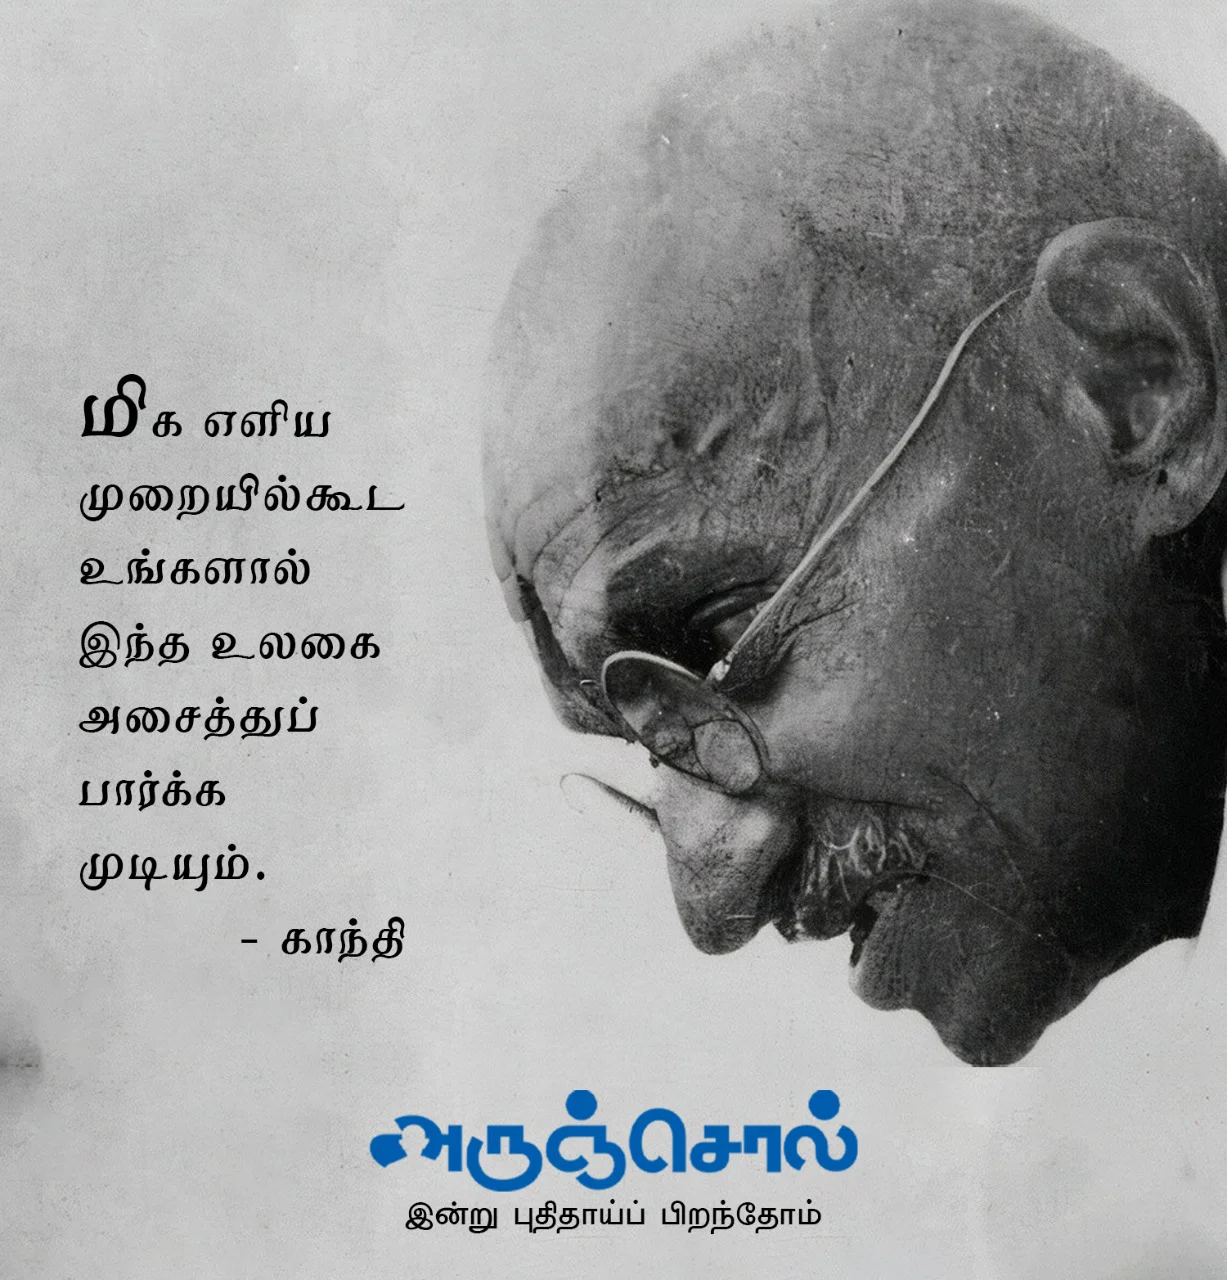 மிக எளிய
முறையில்கூட
உங்களால்
இந்த உலகை
அசைத்துப்
பார்க்க
முடியும்.
- காந்தி
அருஞ்சொல்
இன்று புதிதாய்ப் பிறந்தோம்